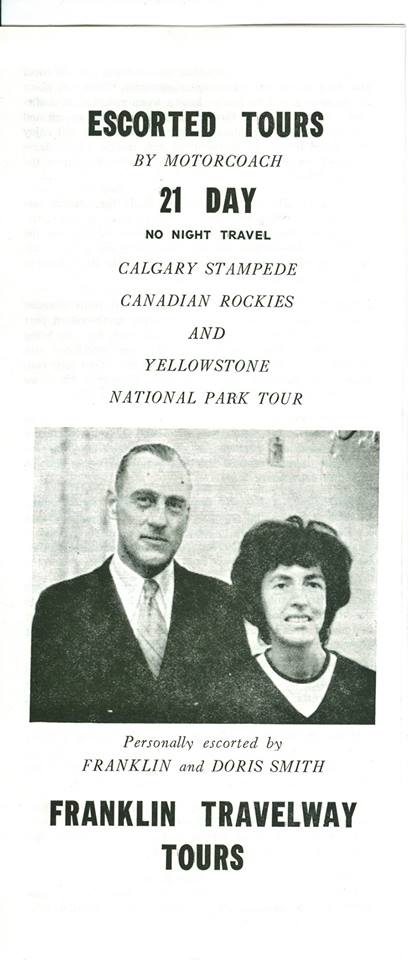 ESCORTED TOURS
BY MOTORCOACH
21 DAY
NO NIGHT TRAVEL
CALGARY STAMPEDE
CANADIAN ROCKIES
AND
YELLOWSTONE
NATIONAL PARK TOUR
Personally escorted by
FRANKLIN and DORIS SMITH
FRANKLIN TRAVELWAY
TOURS